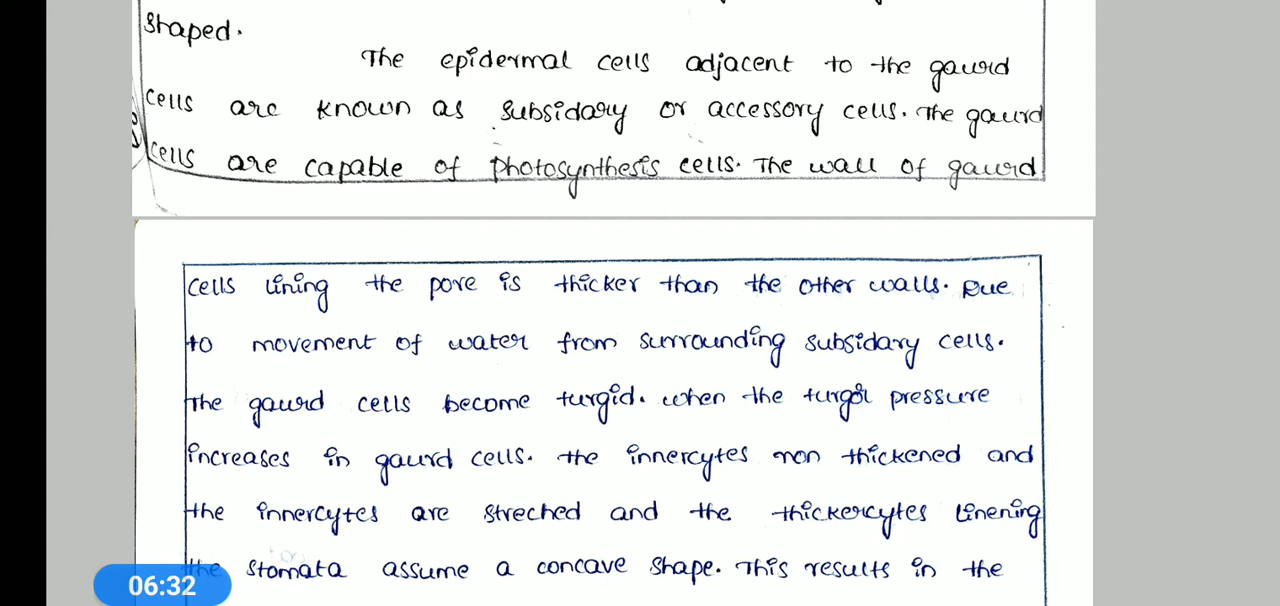 shaped.
The epidermal cells adjacent to the gaurd
cells are known as subsidary or accessory cells. The gaurd
cells are capable of photosynthesis cells. The wall of gaurd
cells lining the pore is thicker than the other walls. Due
to movement of water from surrounding subsidary cells.
The gaurd cells become turgid. when the turgor pressure
increases in gaurd cells. the innercytes non thickened and
the innercytes are streched and the thickercytes linening
the stomata assume a concave shape. This results in the
06:32